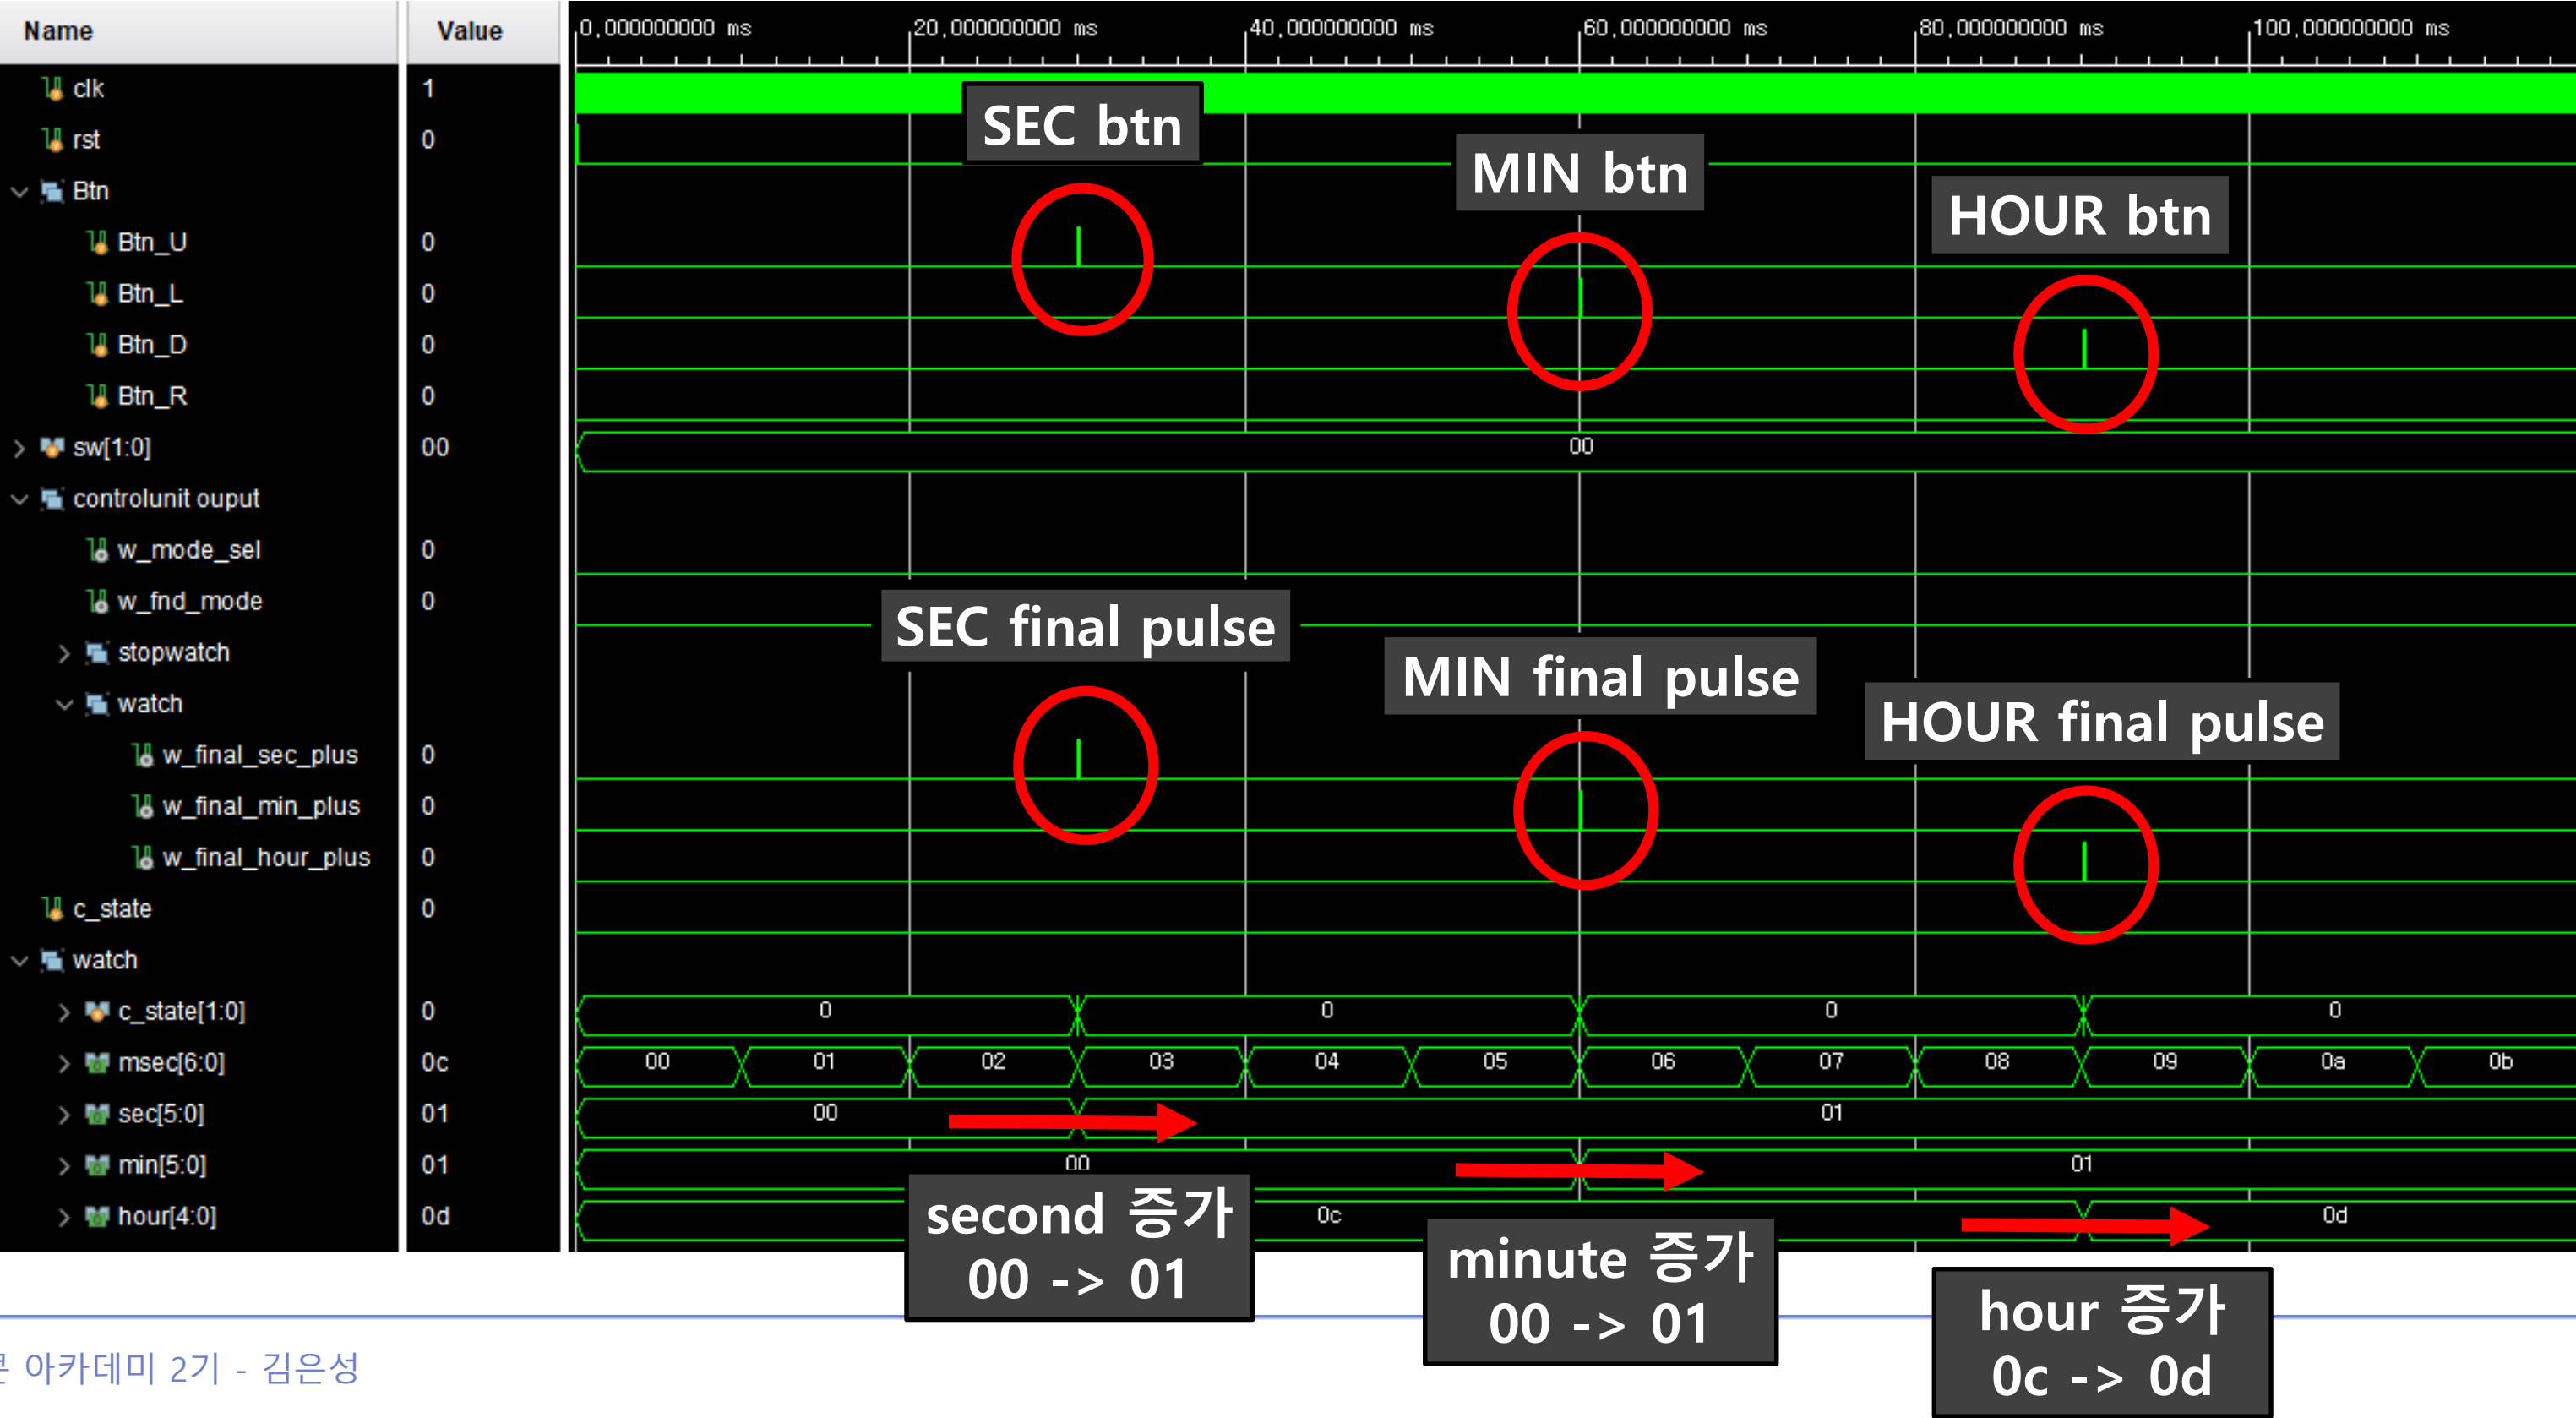 Name Value 0,000000000 ms 20,000000000 ms 40,000000000 ms 60,000000000 ms 80,000000000 ms 100,000000000 ms
clk 1
SEC btn
rst 0
MIN btn
Btn
HOUR btn
Btn_U 0
Btn_L 0
Btn_D 0
Btn_R 0
sw[1:0] 00 00
controlunit ouput
w_mode_sel 0
w_fnd_mode 0
SEC final pulse
stopwatch
MIN final pulse
watch
HOUR final pulse
w_final_sec_plus 0
w_final_min_plus 0
w_final_hour_plus 0
c_state 0
watch
c_state[1:0] 0 0 0 0 0
msec[6:0] 0c 00 01 02 03 04 05 06 07 08 09 0a 0b
sec[5:0] 01 00 01
min[5:0] 01 00 01
hour[4:0] 0d 0c 0d
second 증가
00 -> 01
minute 증가
00 -> 01
hour 증가
0c -> 0d
아카데미 2기 - 김은성